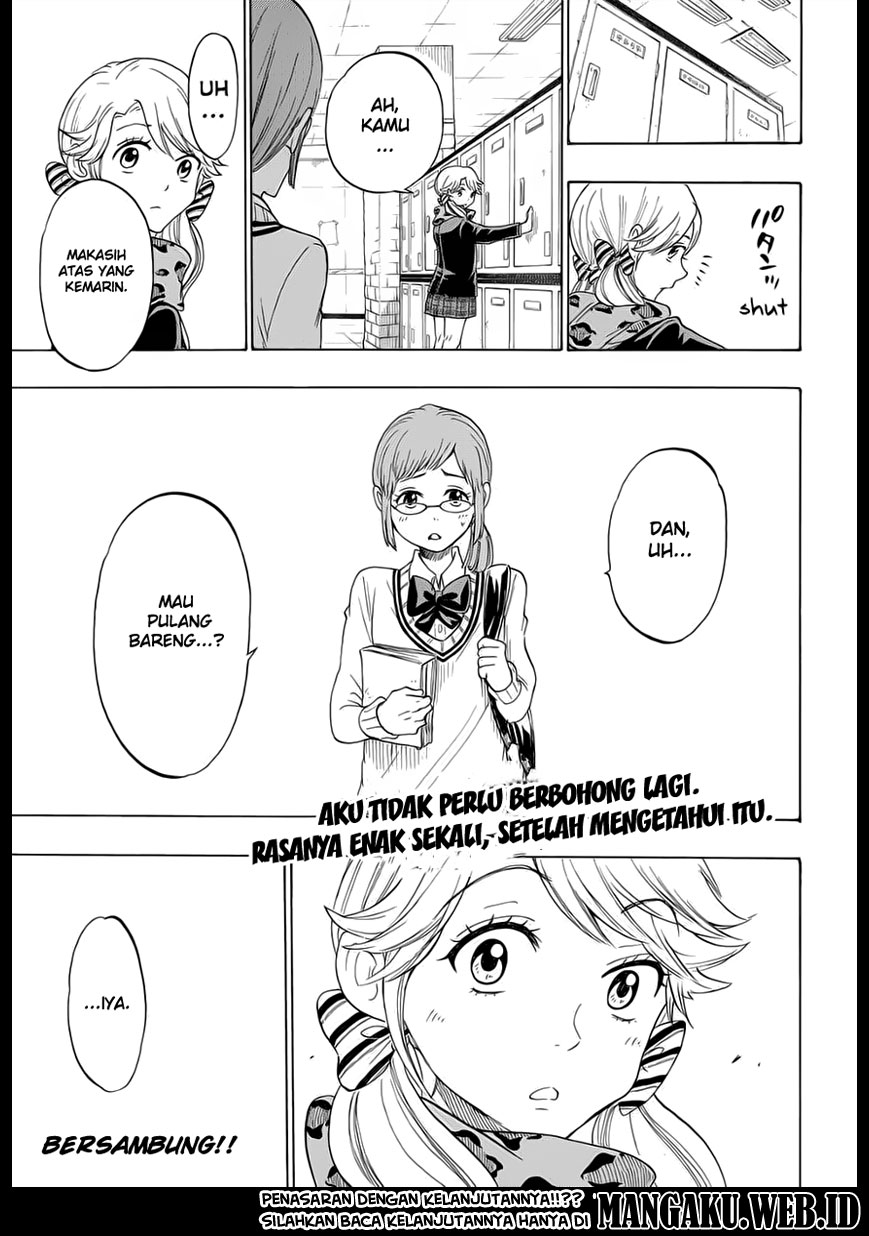 パタンッ
shut
AH,
KAMU
...
UH
...
MAKASIH
ATAS YANG
KEMARIN.
DAN,
UH...
MAU
PULANG
BARENG...?
AKU TIDAK PERLU BERBOHONG LAGI.
RASANYA ENAK SEKALI, SETELAH MENGETAHUI ITU.
...IYA.
BERSAMBUNG!!
PENASARAN DENGAN KELANJUTANNYA!!??
SILAHKAN BACA KELANJUTANNYA HANYA DI MANGAKU.WEB.ID